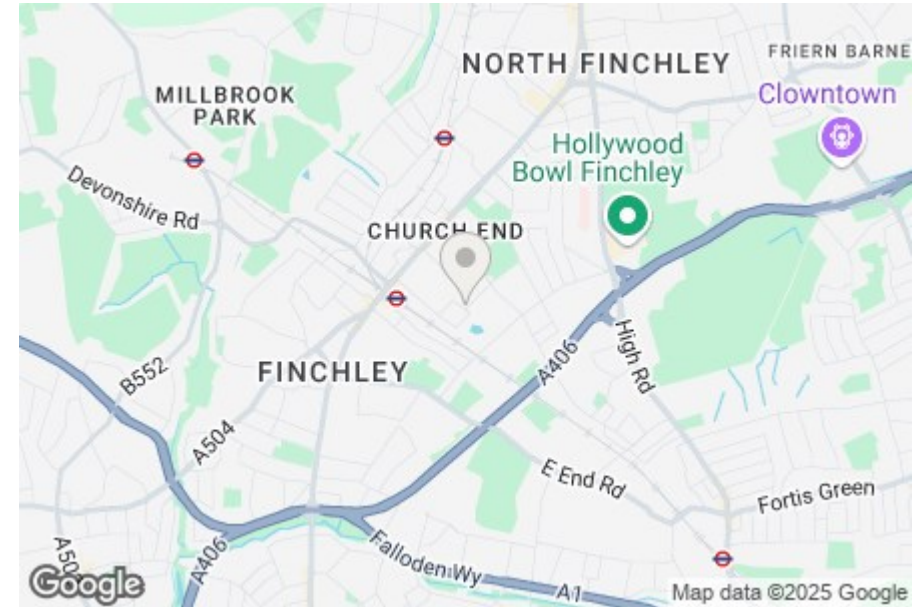 NORTH FINCHLEY
FRIERN BARNE
MILLBROOK
PARK
Clowntown
Hollywood
Bowl Finchley
Devonshire Rd
CHURCH END
FINCHLEY
A406
High Rd
B552
A504
E End Rd
Fortis Green
A504
A406
Falloden Wy
A1
Google
Map data ©2025 Google